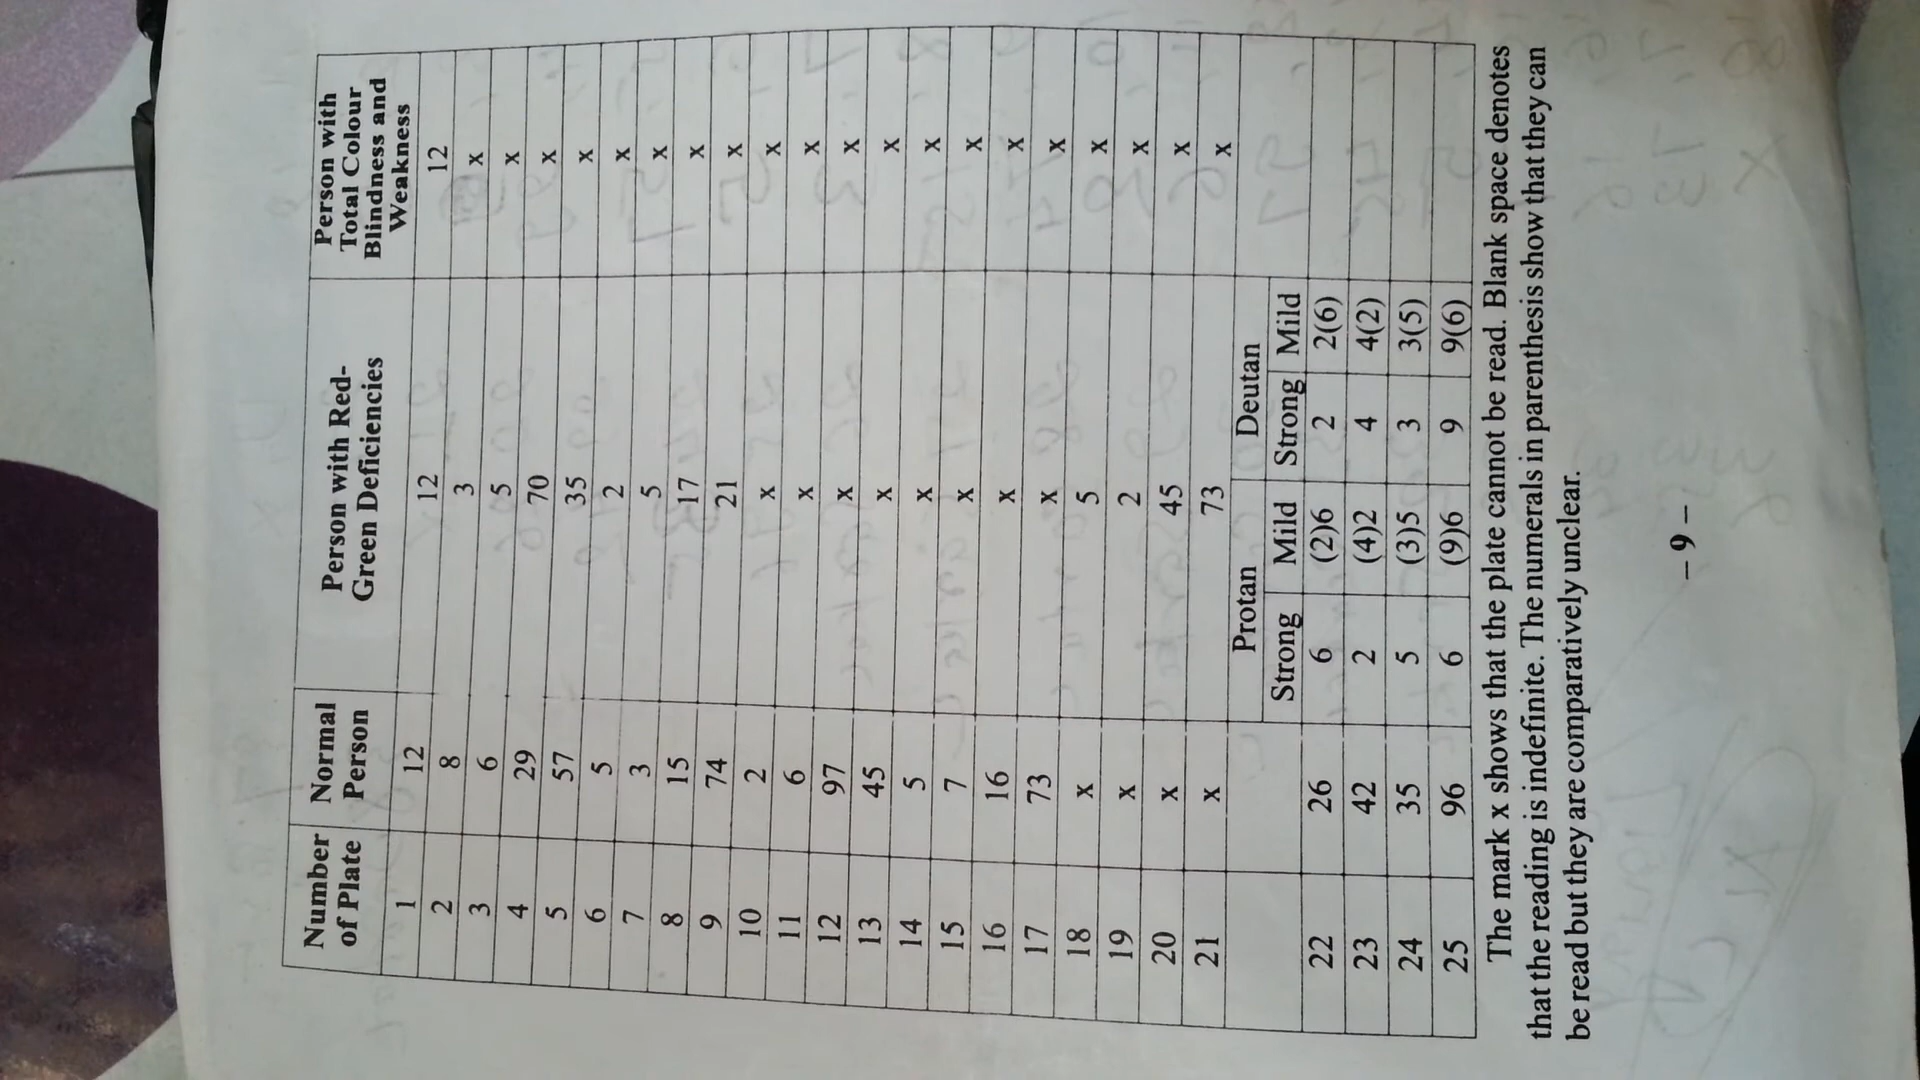 Number of Plate | Normal Person | Person with Red-Green Deficiencies | Person with Total Colour Blindness and Weakness
1 | 12 | 12 | 12
2 | 8 | 3 | x
3 | 6 | 5 | x
4 | 29 | 70 | x
5 | 57 | 35 | x
6 | 5 | 2 | x
7 | 3 | 5 | x
8 | 15 | 17 | x
9 | 74 | 21 | x
10 | 2 | x | x
11 | 6 | x | x
12 | 97 | x | x
13 | 45 | x | x
14 | 5 | x | x
15 | 7 | x | x
16 | 16 | x | x
17 | 73 | x | x
18 | x | 5 | x
19 | x | 2 | x
20 | x | 45 | x
21 | x | 73 | x
Protan | Deutan
Strong | Mild | Strong | Mild
22 | 26 | 6 | (2)6 | 2 | 2(6)
23 | 42 | 2 | (4)2 | 4 | 4(2)
24 | 35 | 5 | (3)5 | 3 | 3(5)
25 | 96 | 6 | (9)6 | 9 | 9(6)
The mark x shows that the plate cannot be read. Blank space denotes
that the reading is indefinite. The numerals in parenthesis show that they can
be read but they are comparatively unclear.
– 9 –